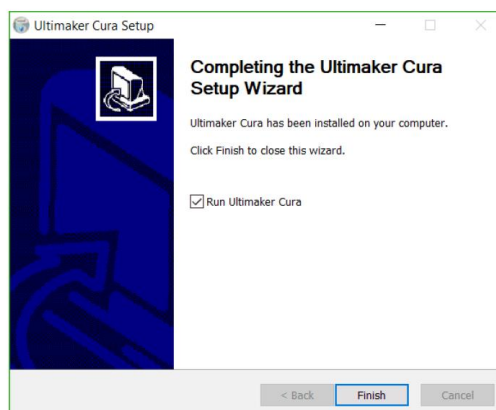 Ultimaker Cura Setup
Completing the Ultimaker Cura
Setup Wizard
Ultimaker Cura has been installed on your computer.
Click Finish to close this wizard.
Run Ultimaker Cura
< Back
Finish
Cancel